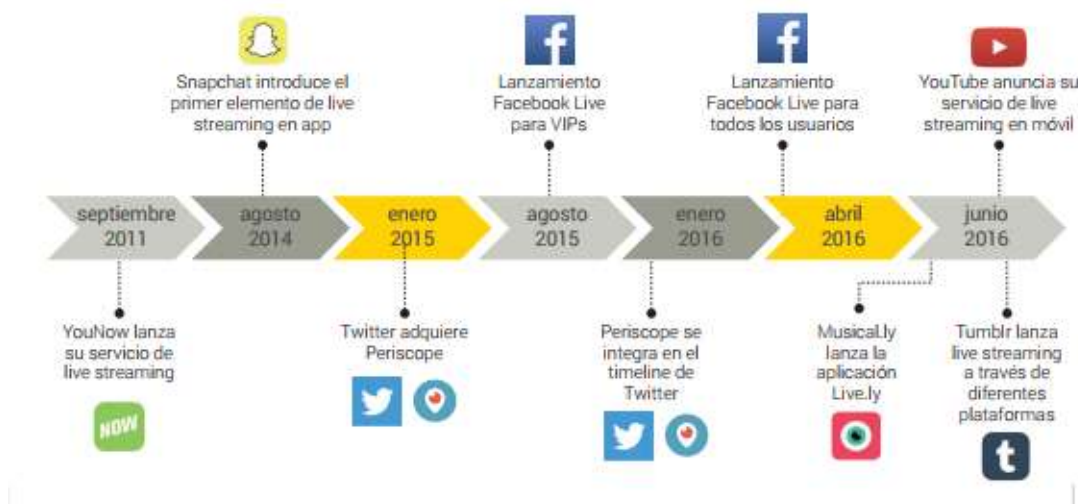 Snapchat introduce el
primer elemento de live
streaming en app
Lanzamiento
Facebook Live
para VIPs
Lanzamiento
Facebook Live para
todos los usuarios
YouTube anuncia su
servicio de live
streaming en móvil
septiembre
2011
agosto
2014
enero
2015
agosto
2015
enero
2016
abril
2016
junio
2016
YouNow lanza
su servicio de
live streaming
NOW
Twitter adquiere
Periscope
Periscope se
integra en el
timeline de
Twitter
Musical.ly
lanza la
aplicación
Live.ly
Tumblr lanza
live streaming
a través de
diferentes
plataformas